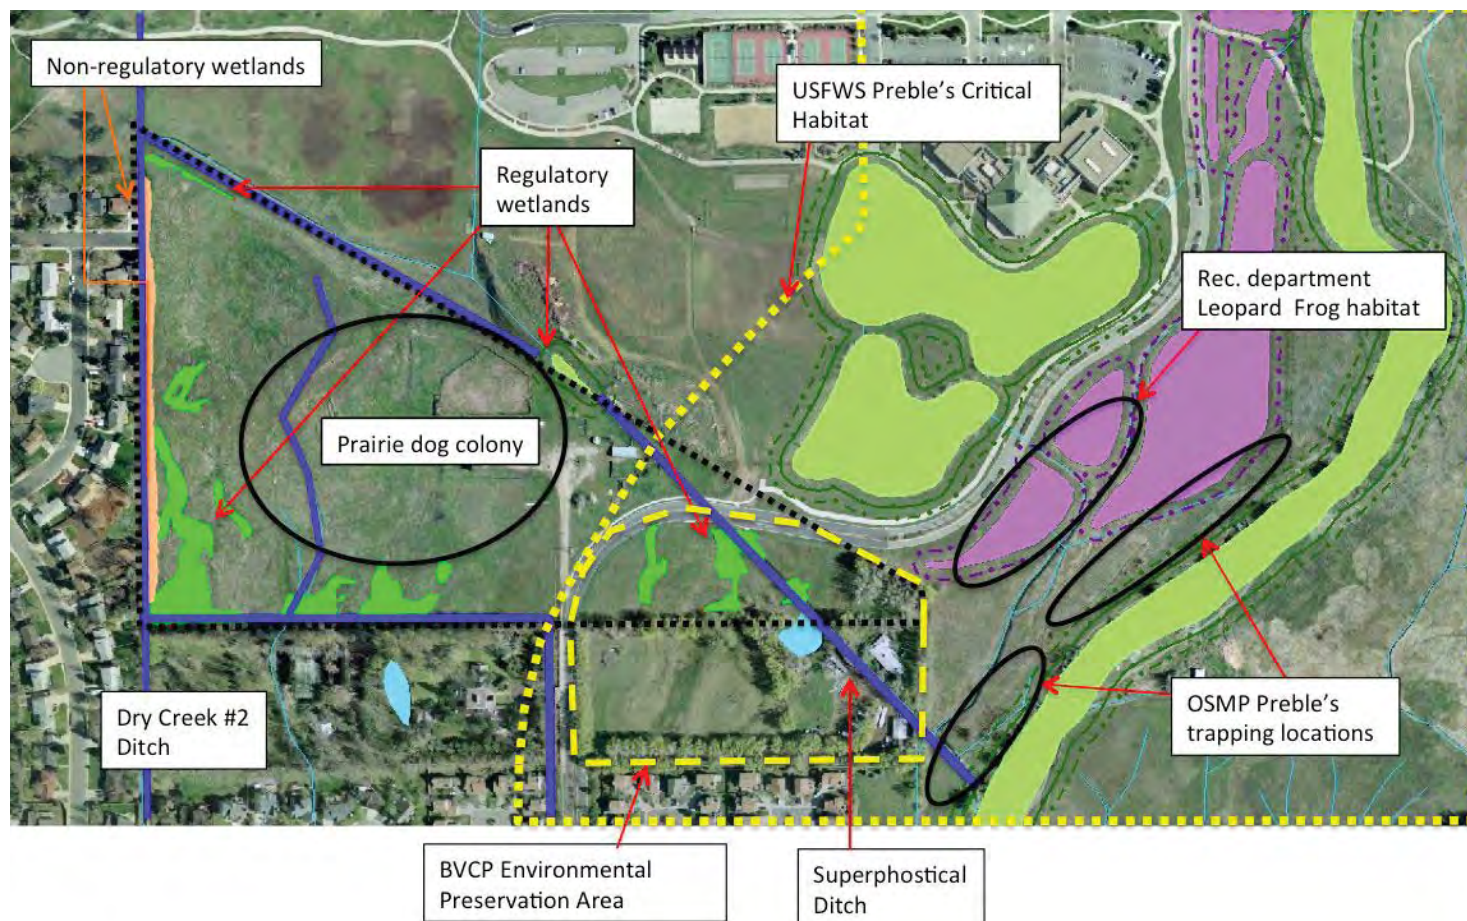 Non-regulatory wetlands
USFWS Preble's Critical
Habitat
Regulatory
wetlands
Rec. department
Leopard  Frog habitat
Prairie dog colony
Dry Creek #2
Ditch
OSMP Preble's
trapping locations
BVCP Environmental
Preservation Area
Superphostical
Ditch